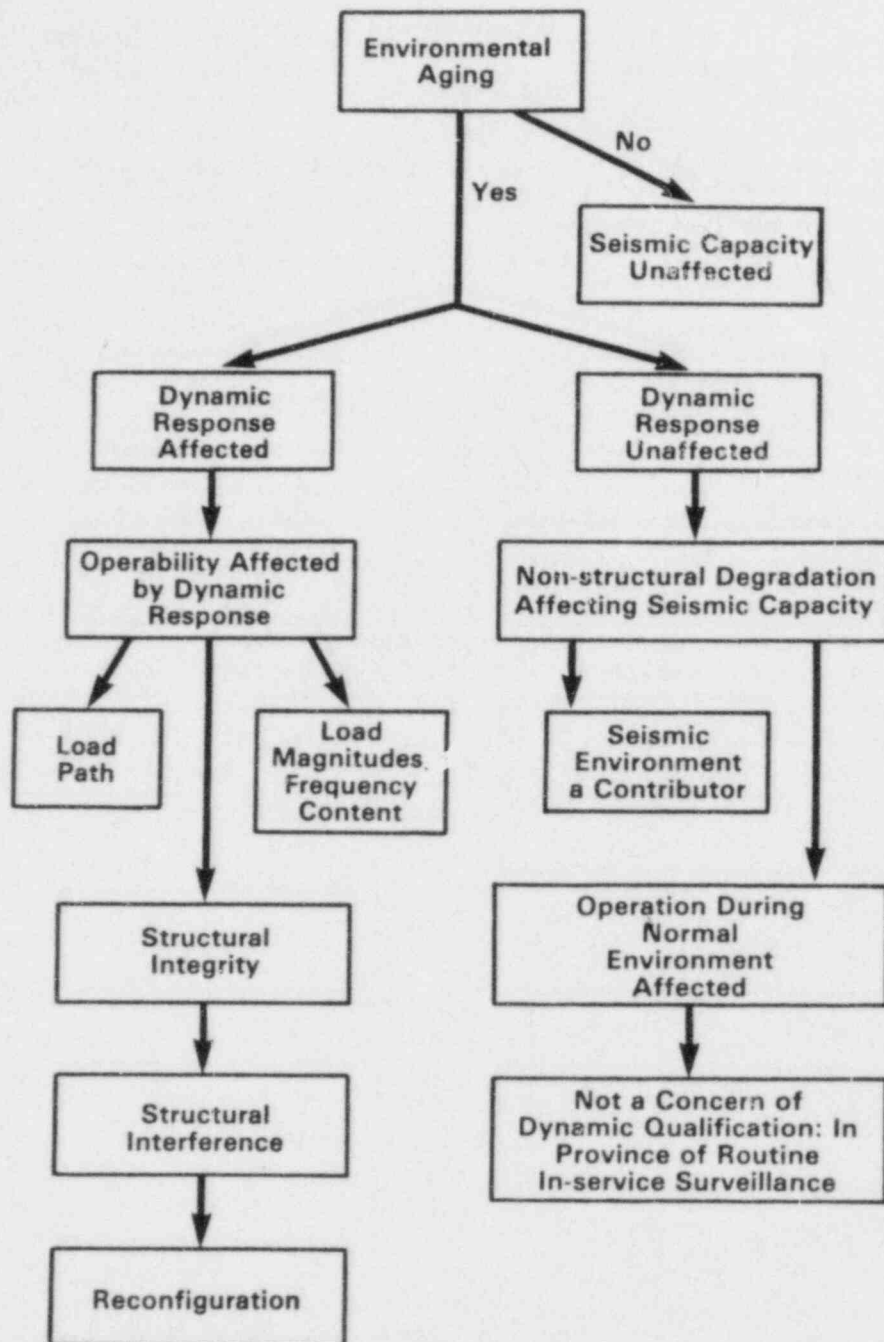 Environmental
Aging
No
Yes
Seismic Capacity
Unaffected
Dynamic
Response
Affected
Dynamic
Response
Unaffected
Operability Affected
by Dynamic
Response
Non-structural Degradation
Affecting Seismic Capacity
Load
Path
Load
Magnitudes,
Frequency
Content
Seismic
Environment
a Contributor
Structural
Integrity
Operation During
Normal
Environment
Affected
Structural
Interference
Not a Concern of
Dynamic Qualification: In
Province of Routine
In-service Surveillance
Reconfiguration